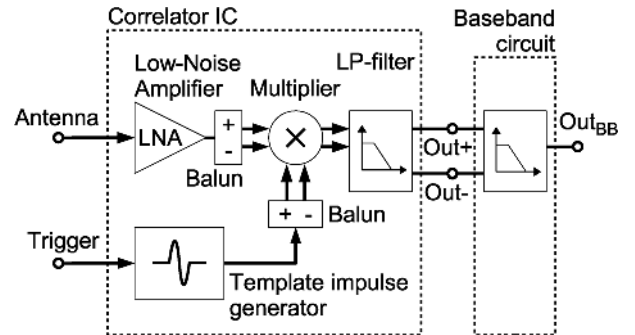 Correlator IC
Baseband
circuit
Low-Noise
Amplifier
Multiplier
LP-filter
Antenna
LNA
+
-
×
Out+
Out-
OutBB
Balun
+ -
Balun
Trigger
Template impulse
generator